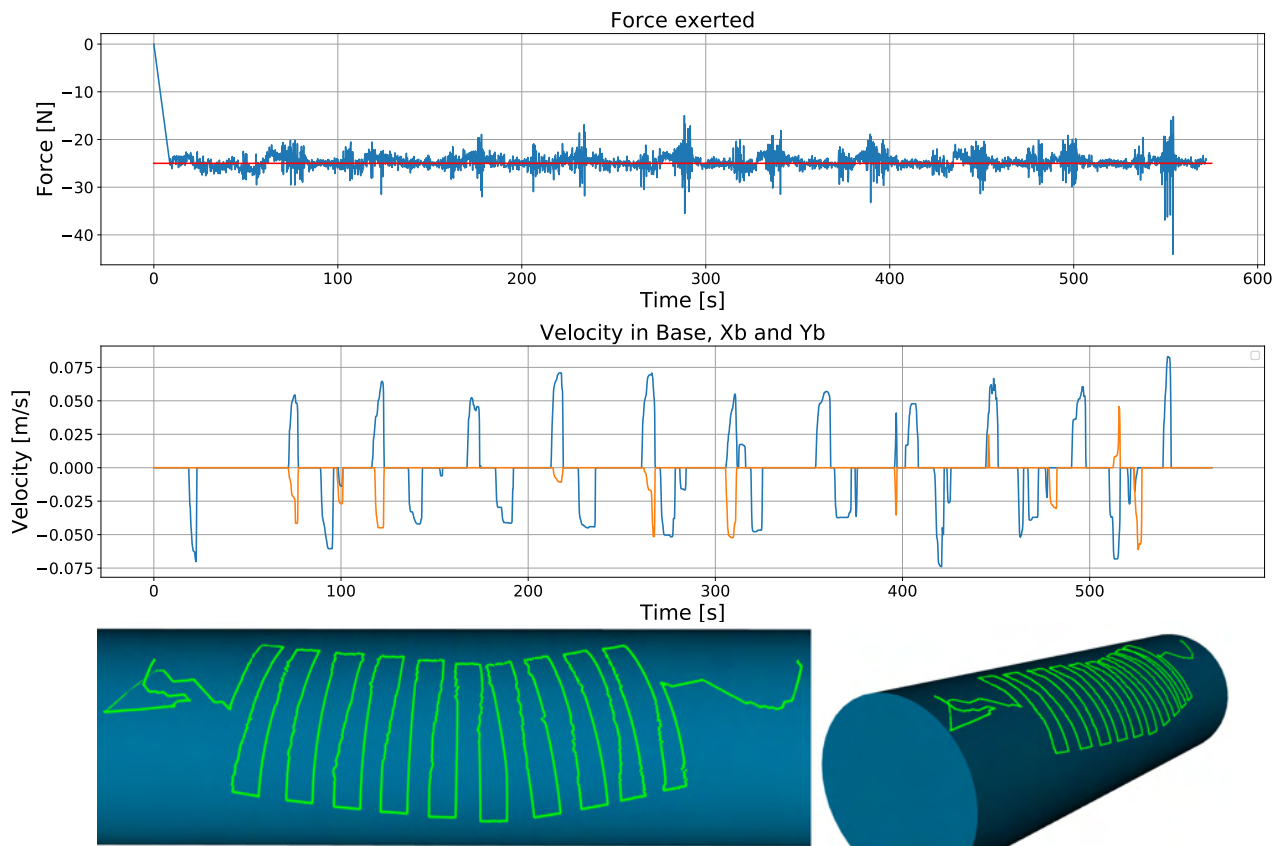 Force exerted
Force [N]
0
−10
−20
−30
−40
0 100 200 300 400 500 600
Time [s]
Velocity in Base, Xb and Yb
Velocity [m/s]
0.075
0.050
0.025
0.000
−0.025
−0.050
−0.075
0 100 200 300 400 500
Time [s]